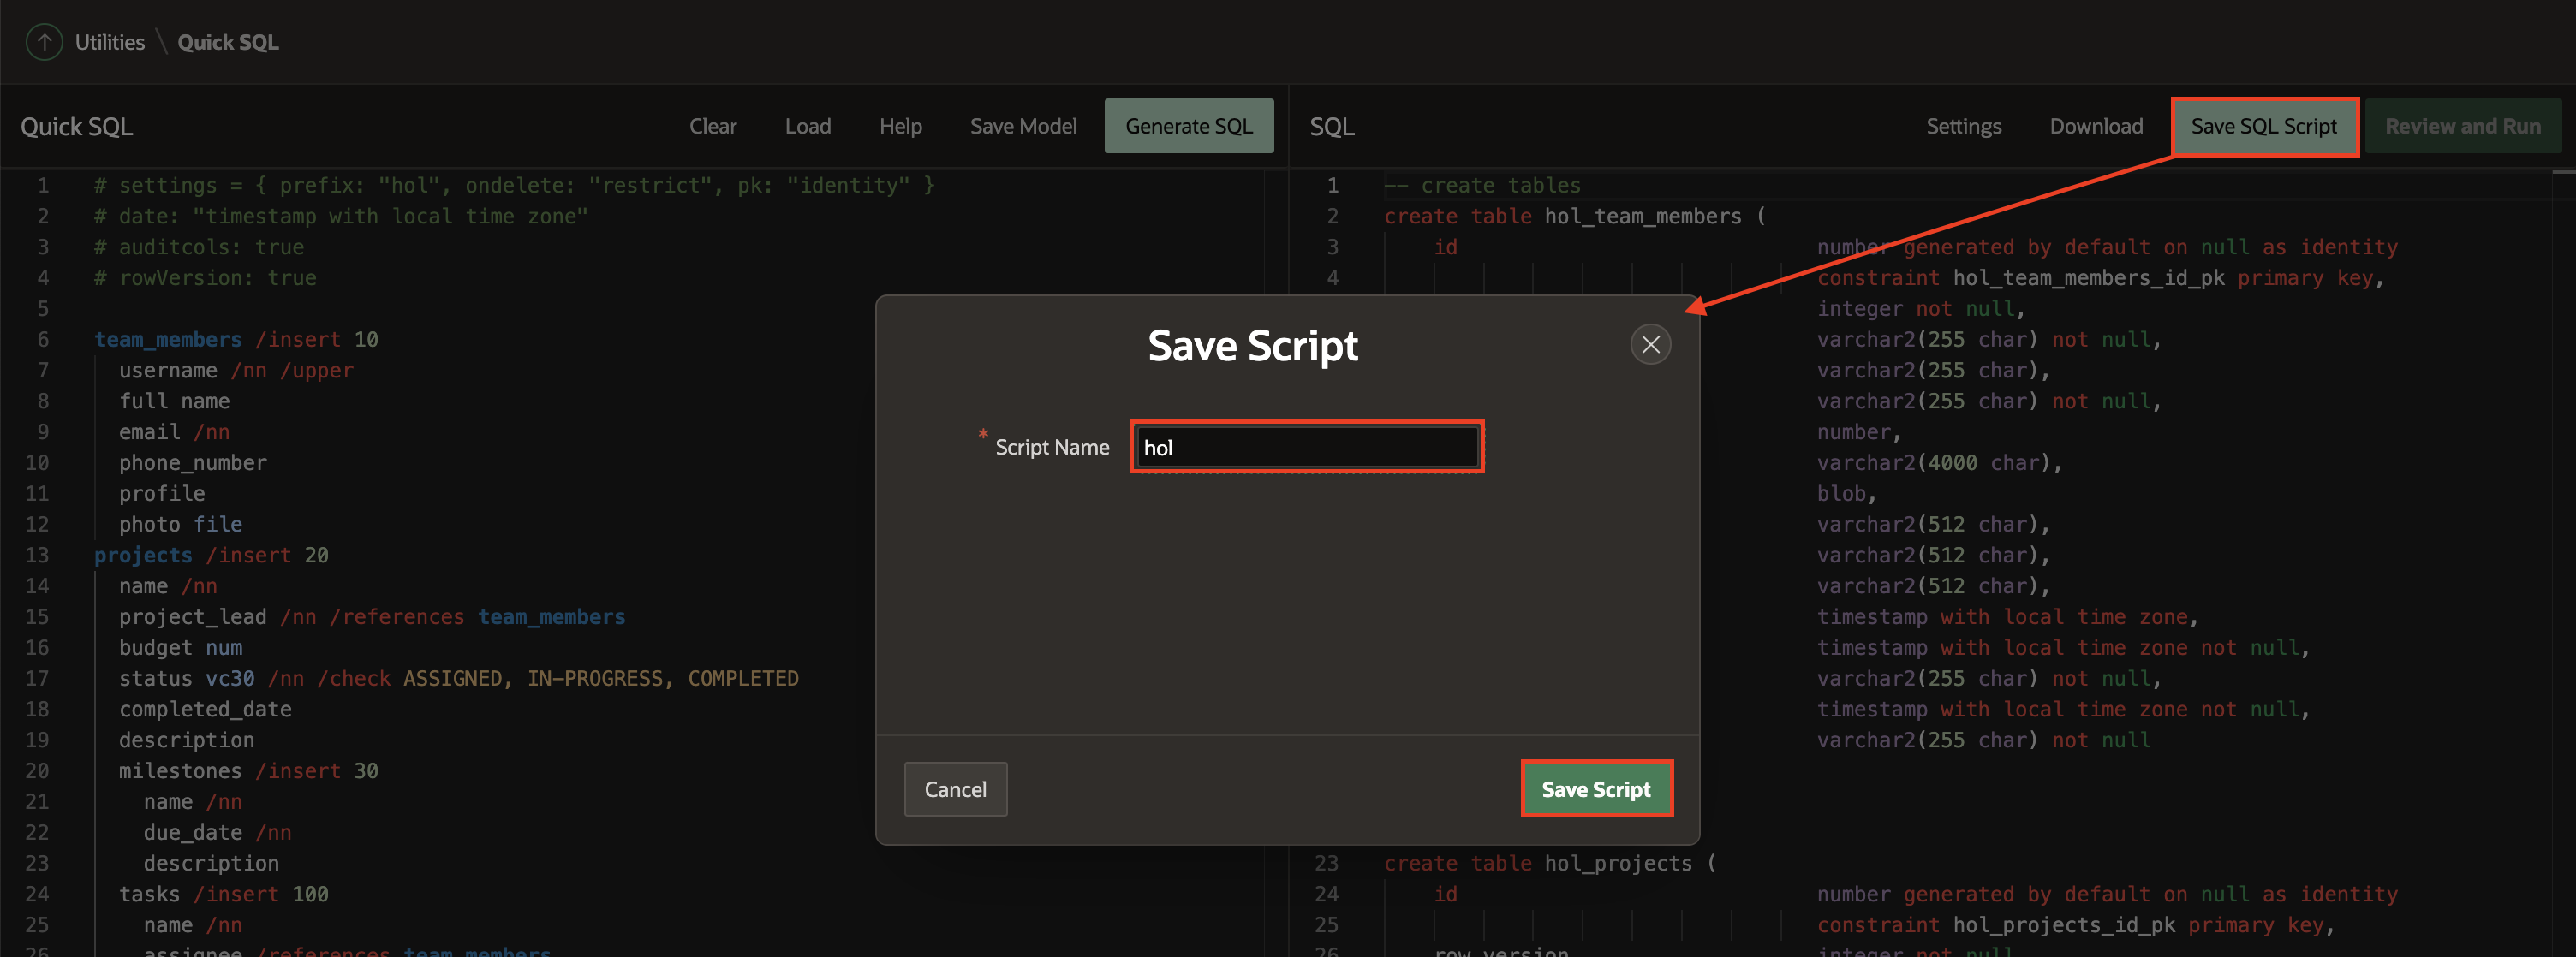 Utilities \ Quick SQL
Quick SQL
Clear
Load
Help
Save Model
Generate SQL
SQL
Settings
Download
Save SQL Script
Review and Run
1 # settings = { prefix: "hol", ondelete: "restrict", pk: "identity" }
2 # date: "timestamp with local time zone"
3 # auditcols: true
4 # rowVersion: true
5
6 team_members /insert 10
7 username /nn /upper
8 full name
9 email /nn
10 phone_number
11 profile
12 photo file
13 projects /insert 20
14 name /nn
15 project_lead /nn /references team_members
16 budget num
17 status vc30 /nn /check ASSIGNED, IN-PROGRESS, COMPLETED
18 completed_date
19 description
20 milestones /insert 30
21 name /nn
22 due_date /nn
23 description
24 tasks /insert 100
25 name /nn
26 assignee /references team_members
1 -- create tables
2 create table hol_team_members (
3 id number generated by default on null as identity
4 constraint hol_team_members_id_pk primary key,
integer not null,
varchar2(255 char) not null,
varchar2(255 char),
varchar2(255 char) not null,
number,
varchar2(4000 char),
blob,
varchar2(512 char),
varchar2(512 char),
varchar2(512 char),
timestamp with local time zone,
timestamp with local time zone not null,
varchar2(255 char) not null,
timestamp with local time zone not null,
varchar2(255 char) not null
23 create table hol_projects (
24 id number generated by default on null as identity
25 constraint hol_projects_id_pk primary key,
26 row_version integer not null
Save Script
* Script Name
hol
Cancel
Save Script